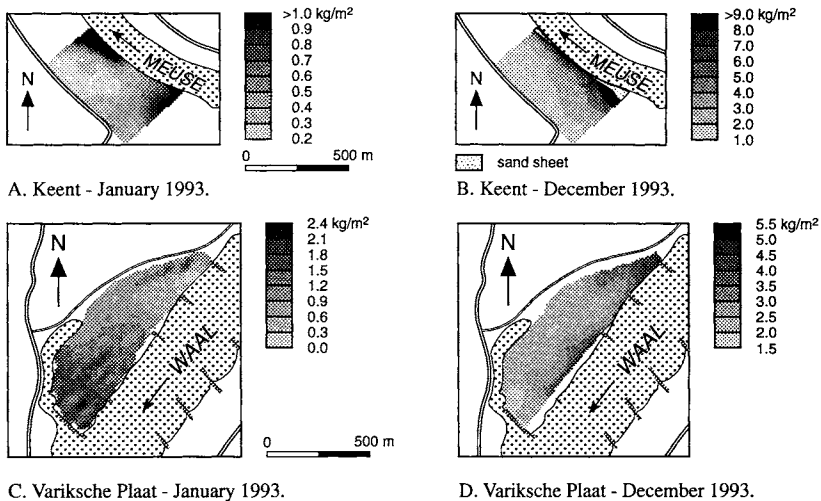 >1.0 kg/m²
0.9
0.8
0.7
0.6
0.5
0.4
0.3
0.2
N
MEUSE
0 500 m
A. Keent - January 1993.
>9.0 kg/m²
8.0
7.0
6.0
5.0
4.0
3.0
2.0
1.0
N
MEUSE
sand sheet
B. Keent - December 1993.
2.4 kg/m²
2.1
1.8
1.5
1.2
0.9
0.6
0.3
0.0
N
WAAL
0 500 m
C. Variksche Plaat - January 1993.
5.5 kg/m²
5.0
4.5
4.0
3.5
3.0
2.5
2.0
1.5
N
WAAL
D. Variksche Plaat - December 1993.